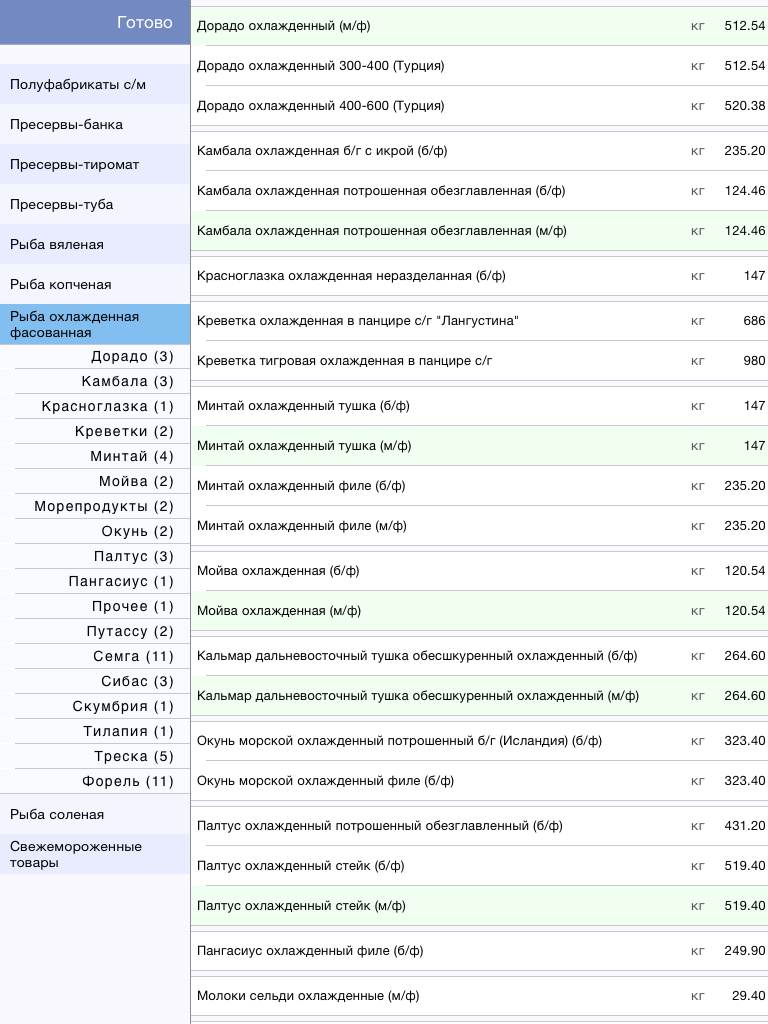 Готово
Полуфабрикаты с/м
Пресервы-банка
Пресервы-тиромат
Пресервы-туба
Рыба вяленая
Рыба копченая
Рыба охлажденная
фасованная
Дорадо (3)
Камбала (3)
Красноглазка (1)
Креветки (2)
Минтай (4)
Мойва (2)
Морепродукты (2)
Окунь (2)
Палтус (3)
Пангасиус (1)
Прочее (1)
Путассу (2)
Семга (11)
Сибас (3)
Скумбрия (1)
Тилапия (1)
Треска (5)
Форель (11)
Рыба соленая
Свежемороженные
товары
Дорадо охлажденный (м/ф) кг 512.54
Дорадо охлажденный 300-400 (Турция) кг 512.54
Дорадо охлажденный 400-600 (Турция) кг 520.38
Камбала охлажденная б/г с икрой (б/ф) кг 235.20
Камбала охлажденная потрошенная обезглавленная (б/ф) кг 124.46
Камбала охлажденная потрошенная обезглавленная (м/ф) кг 124.46
Красноглазка охлажденная неразделанная (б/ф) кг 147
Креветка охлажденная в панцире с/г "Лангустина" кг 686
Креветка тигровая охлажденная в панцире с/г кг 980
Минтай охлажденный тушка (б/ф) кг 147
Минтай охлажденный тушка (м/ф) кг 147
Минтай охлажденный филе (б/ф) кг 235.20
Минтай охлажденный филе (м/ф) кг 235.20
Мойва охлажденная (б/ф) кг 120.54
Мойва охлажденная (м/ф) кг 120.54
Кальмар дальневосточный тушка обесшкуренный охлажденный (б/ф) кг 264.60
Кальмар дальневосточный тушка обесшкуренный охлажденный (м/ф) кг 264.60
Окунь морской охлажденный потрошенный б/г (Исландия) (б/ф) кг 323.40
Окунь морской охлажденный филе (б/ф) кг 323.40
Палтус охлажденный потрошенный обезглавленный (б/ф) кг 431.20
Палтус охлажденный стейк (б/ф) кг 519.40
Палтус охлажденный стейк (м/ф) кг 519.40
Пангасиус охлажденный филе (б/ф) кг 249.90
Молоки сельди охлажденные (м/ф) кг 29.40